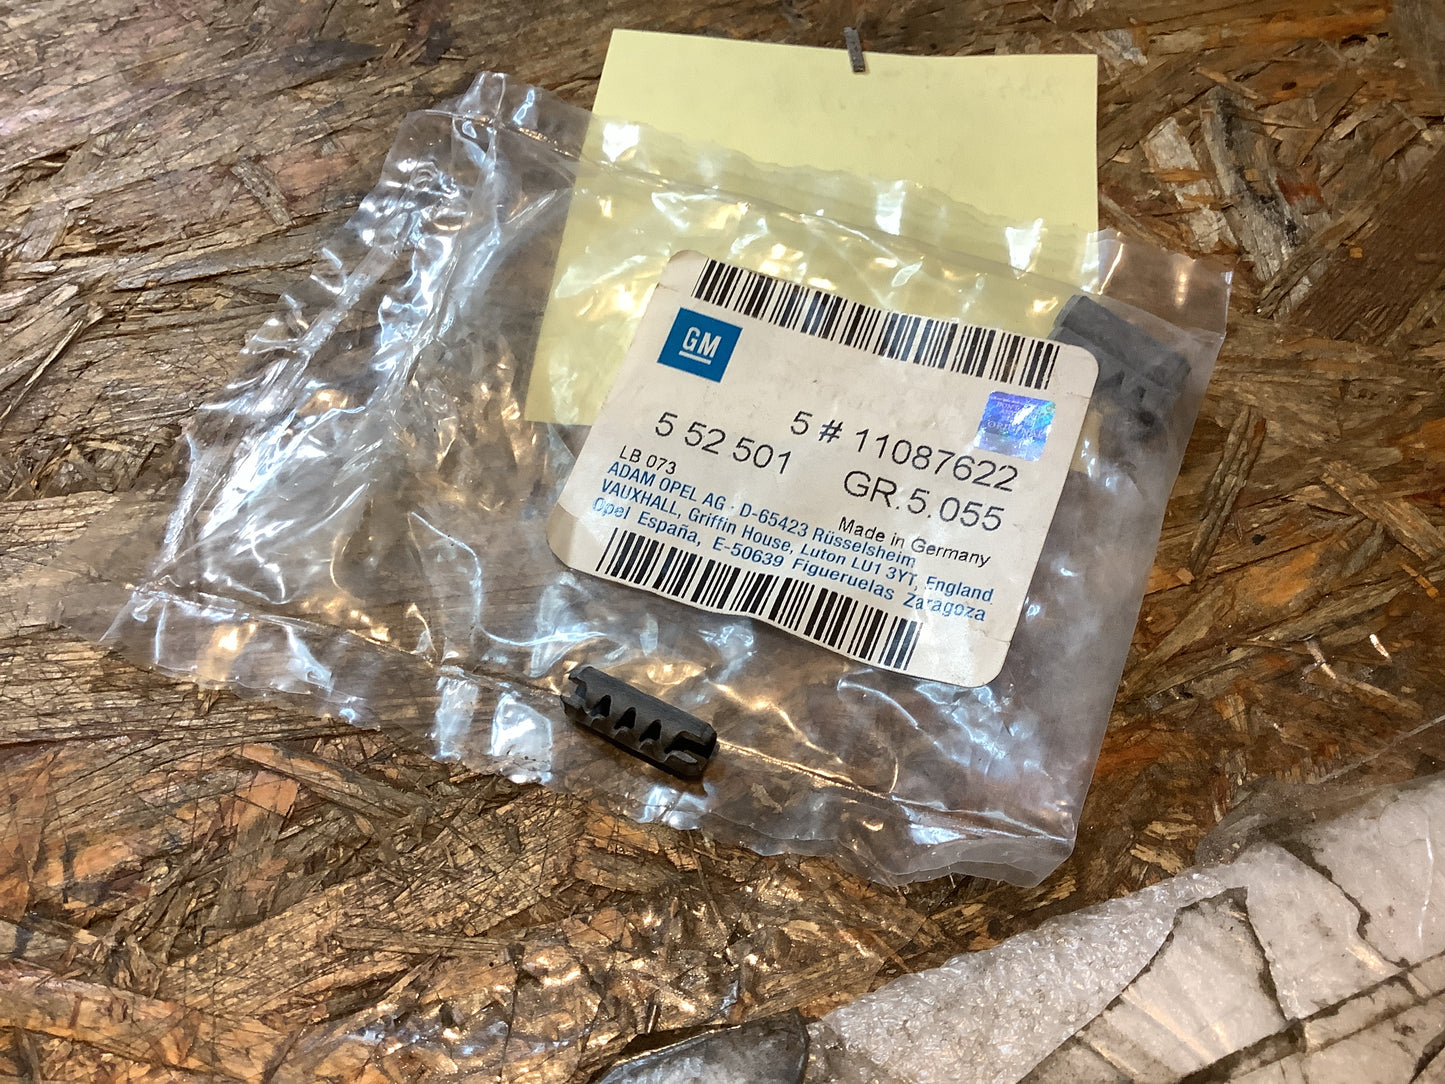 GM
5 # 11087622
5 52 501
GR.5.055
LB 073
Made in Germany
ADAM OPEL AG . D-65423 Rüsselsheim
VAUXHALL, Griffin House, Luton LU1 3YT, England
Opel España, E-50639 Figueruelas Zaragoza